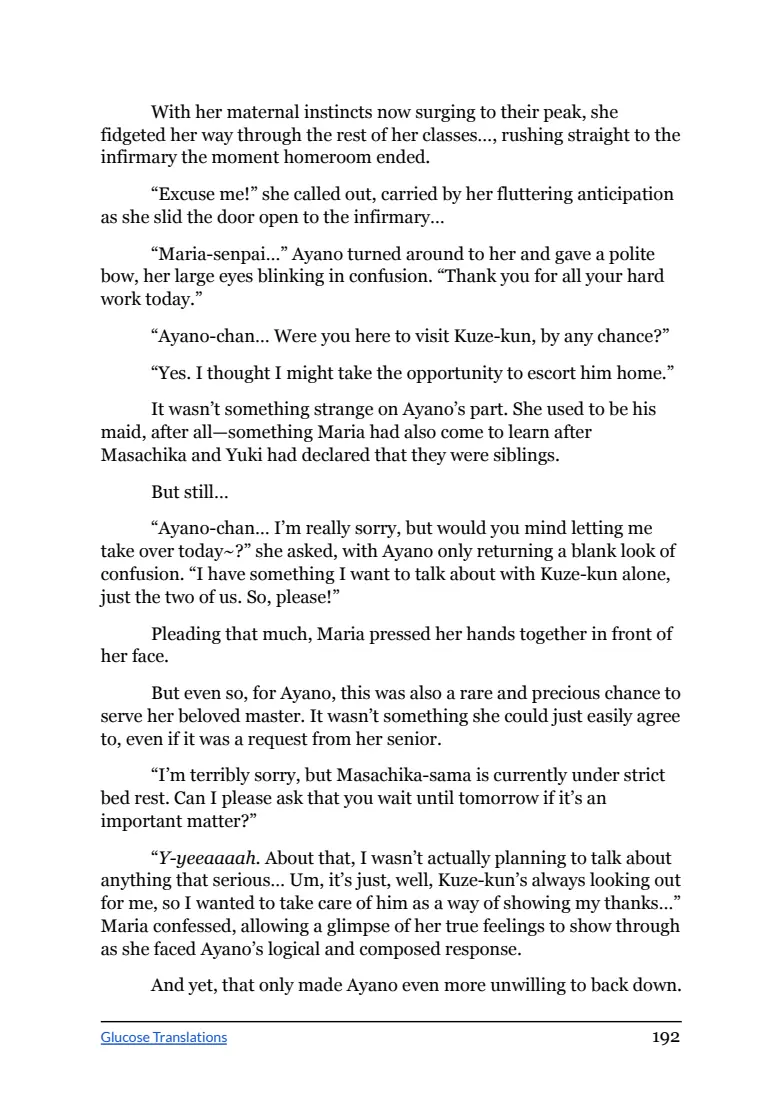 With her maternal instincts now surging to their peak, she
fidgeted her way through the rest of her classes..., rushing straight to the
infirmary the moment homeroom ended.
“Excuse me!” she called out, carried by her fluttering anticipation
as she slid the door open to the infirmary...
“Maria-senpai...” Ayano turned around to her and gave a polite
bow, her large eyes blinking in confusion. “Thank you for all your hard
work today.”
“Ayano-chan... Were you here to visit Kuze-kun, by any chance?”
“Yes. I thought I might take the opportunity to escort him home.”
It wasn’t something strange on Ayano’s part. She used to be his
maid, after all—something Maria had also come to learn after
Masachika and Yuki had declared that they were siblings.
But still...
“Ayano-chan... I’m really sorry, but would you mind letting me
take over today~?” she asked, with Ayano only returning a blank look of
confusion. “I have something I want to talk about with Kuze-kun alone,
just the two of us. So, please!”
Pleading that much, Maria pressed her hands together in front of
her face.
But even so, for Ayano, this was also a rare and precious chance to
serve her beloved master. It wasn’t something she could just easily agree
to, even if it was a request from her senior.
“I’m terribly sorry, but Masachika-sama is currently under strict
bed rest. Can I please ask that you wait until tomorrow if it’s an
important matter?”
“Y-yeeaaaah. About that, I wasn’t actually planning to talk about
anything that serious... Um, it’s just, well, Kuze-kun’s always looking out
for me, so I wanted to take care of him as a way of showing my thanks...”
Maria confessed, allowing a glimpse of her true feelings to show through
as she faced Ayano’s logical and composed response.
And yet, that only made Ayano even more unwilling to back down.
Glucose Translations 192